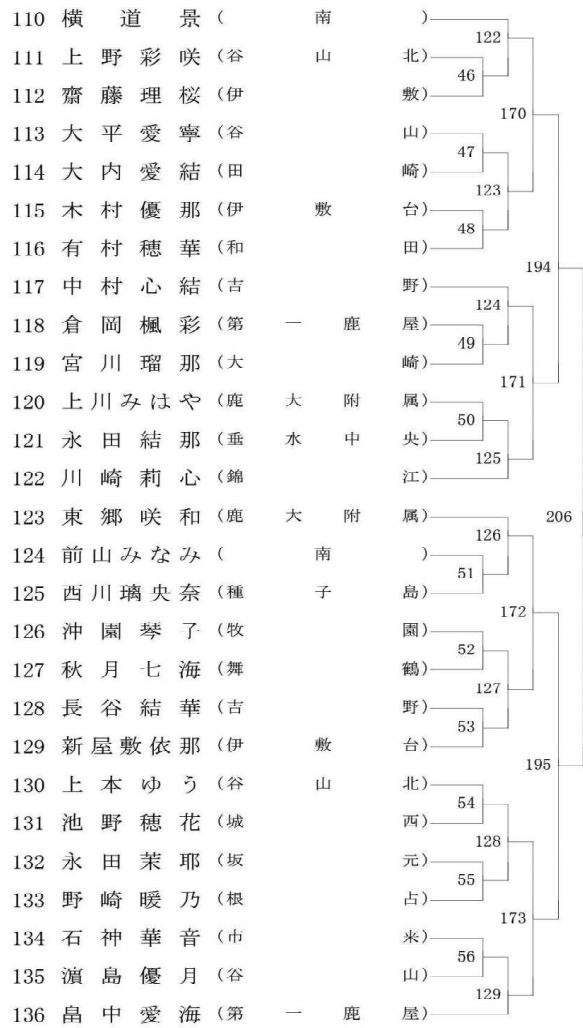 110 横道景 (南)
122
111 上野彩咲 (谷山北)
46
112 齋藤理桜 (伊敷)
170
113 大平愛寧 (谷山)
47
114 大内愛結 (田崎)
123
115 木村優那 (伊敷台)
48
116 有村穂華 (和田)
194
117 中村心結 (吉野)
124
118 倉岡楓彩 (第一鹿屋)
49
119 宮川瑠那 (大崎)
171
120 上川みはや (鹿大附属)
50
121 永田結那 (垂水中央)
125
122 川崎莉心 (錦江)
123 東郷咲和 (鹿大附属)
206
126
124 前山みなみ (南)
51
125 西川璃央奈 (種子島)
172
126 沖園琴子 (牧園)
52
127 秋月七海 (舞鶴)
127
128 長谷結華 (吉野)
53
129 新屋敷依那 (伊敷台)
195
130 上本ゆう (谷山北)
54
131 池野穂花 (城西)
128
132 永田茉耶 (坂元)
55
133 野崎暖乃 (根占)
173
134 石神華音 (市来)
56
135 濵島優月 (谷山)
129
136 畠中愛海 (第一鹿屋)